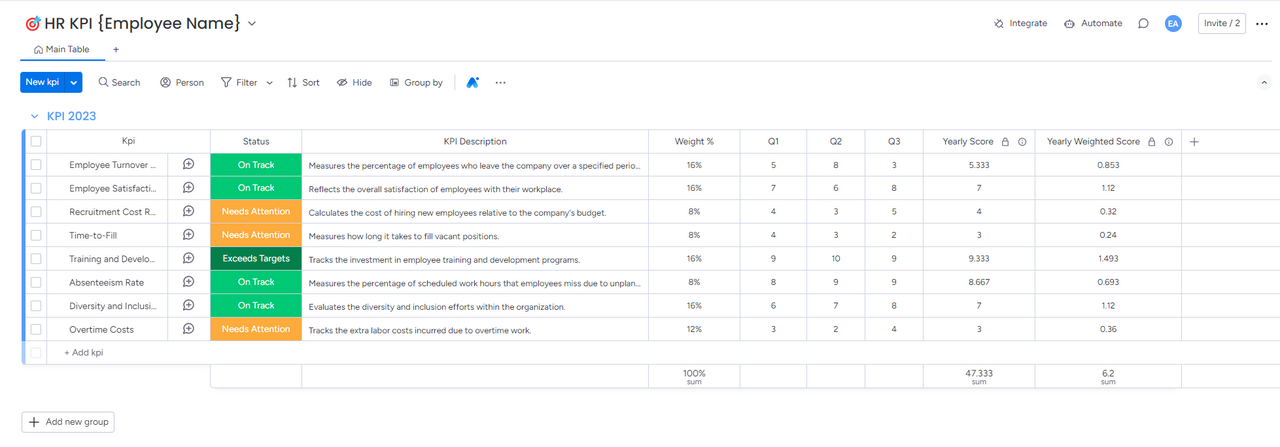 HR KPI {Employee Name}
Integrate
Automate
EA
Invite / 2
Main Table
+
New kpi
Search
Person
Filter
Sort
Hide
Group by
KPI 2023
Kpi Status KPI Description Weight % Q1 Q2 Q3 Yearly Score Yearly Weighted Score
Employee Turnover ... On Track Measures the percentage of employees who leave the company over a specified perio... 16% 5 8 3 5.333 0.853
Employee Satisfacti... On Track Reflects the overall satisfaction of employees with their workplace. 16% 7 6 8 7 1.12
Recruitment Cost R... Needs Attention Calculates the cost of hiring new employees relative to the company's budget. 8% 4 3 5 4 0.32
Time-to-Fill Needs Attention Measures how long it takes to fill vacant positions. 8% 4 3 2 3 0.24
Training and Develo... Exceeds Targets Tracks the investment in employee training and development programs. 16% 9 10 9 9.333 1.493
Absenteeism Rate On Track Measures the percentage of scheduled work hours that employees miss due to unplan... 8% 8 9 9 8.667 0.693
Diversity and Inclusi... On Track Evaluates the diversity and inclusion efforts within the organization. 16% 6 7 8 7 1.12
Overtime Costs Needs Attention Tracks the extra labor costs incurred due to overtime work. 12% 3 2 4 3 0.36
+ Add kpi
100% 47.333 6.2
sum sum sum
+ Add new group